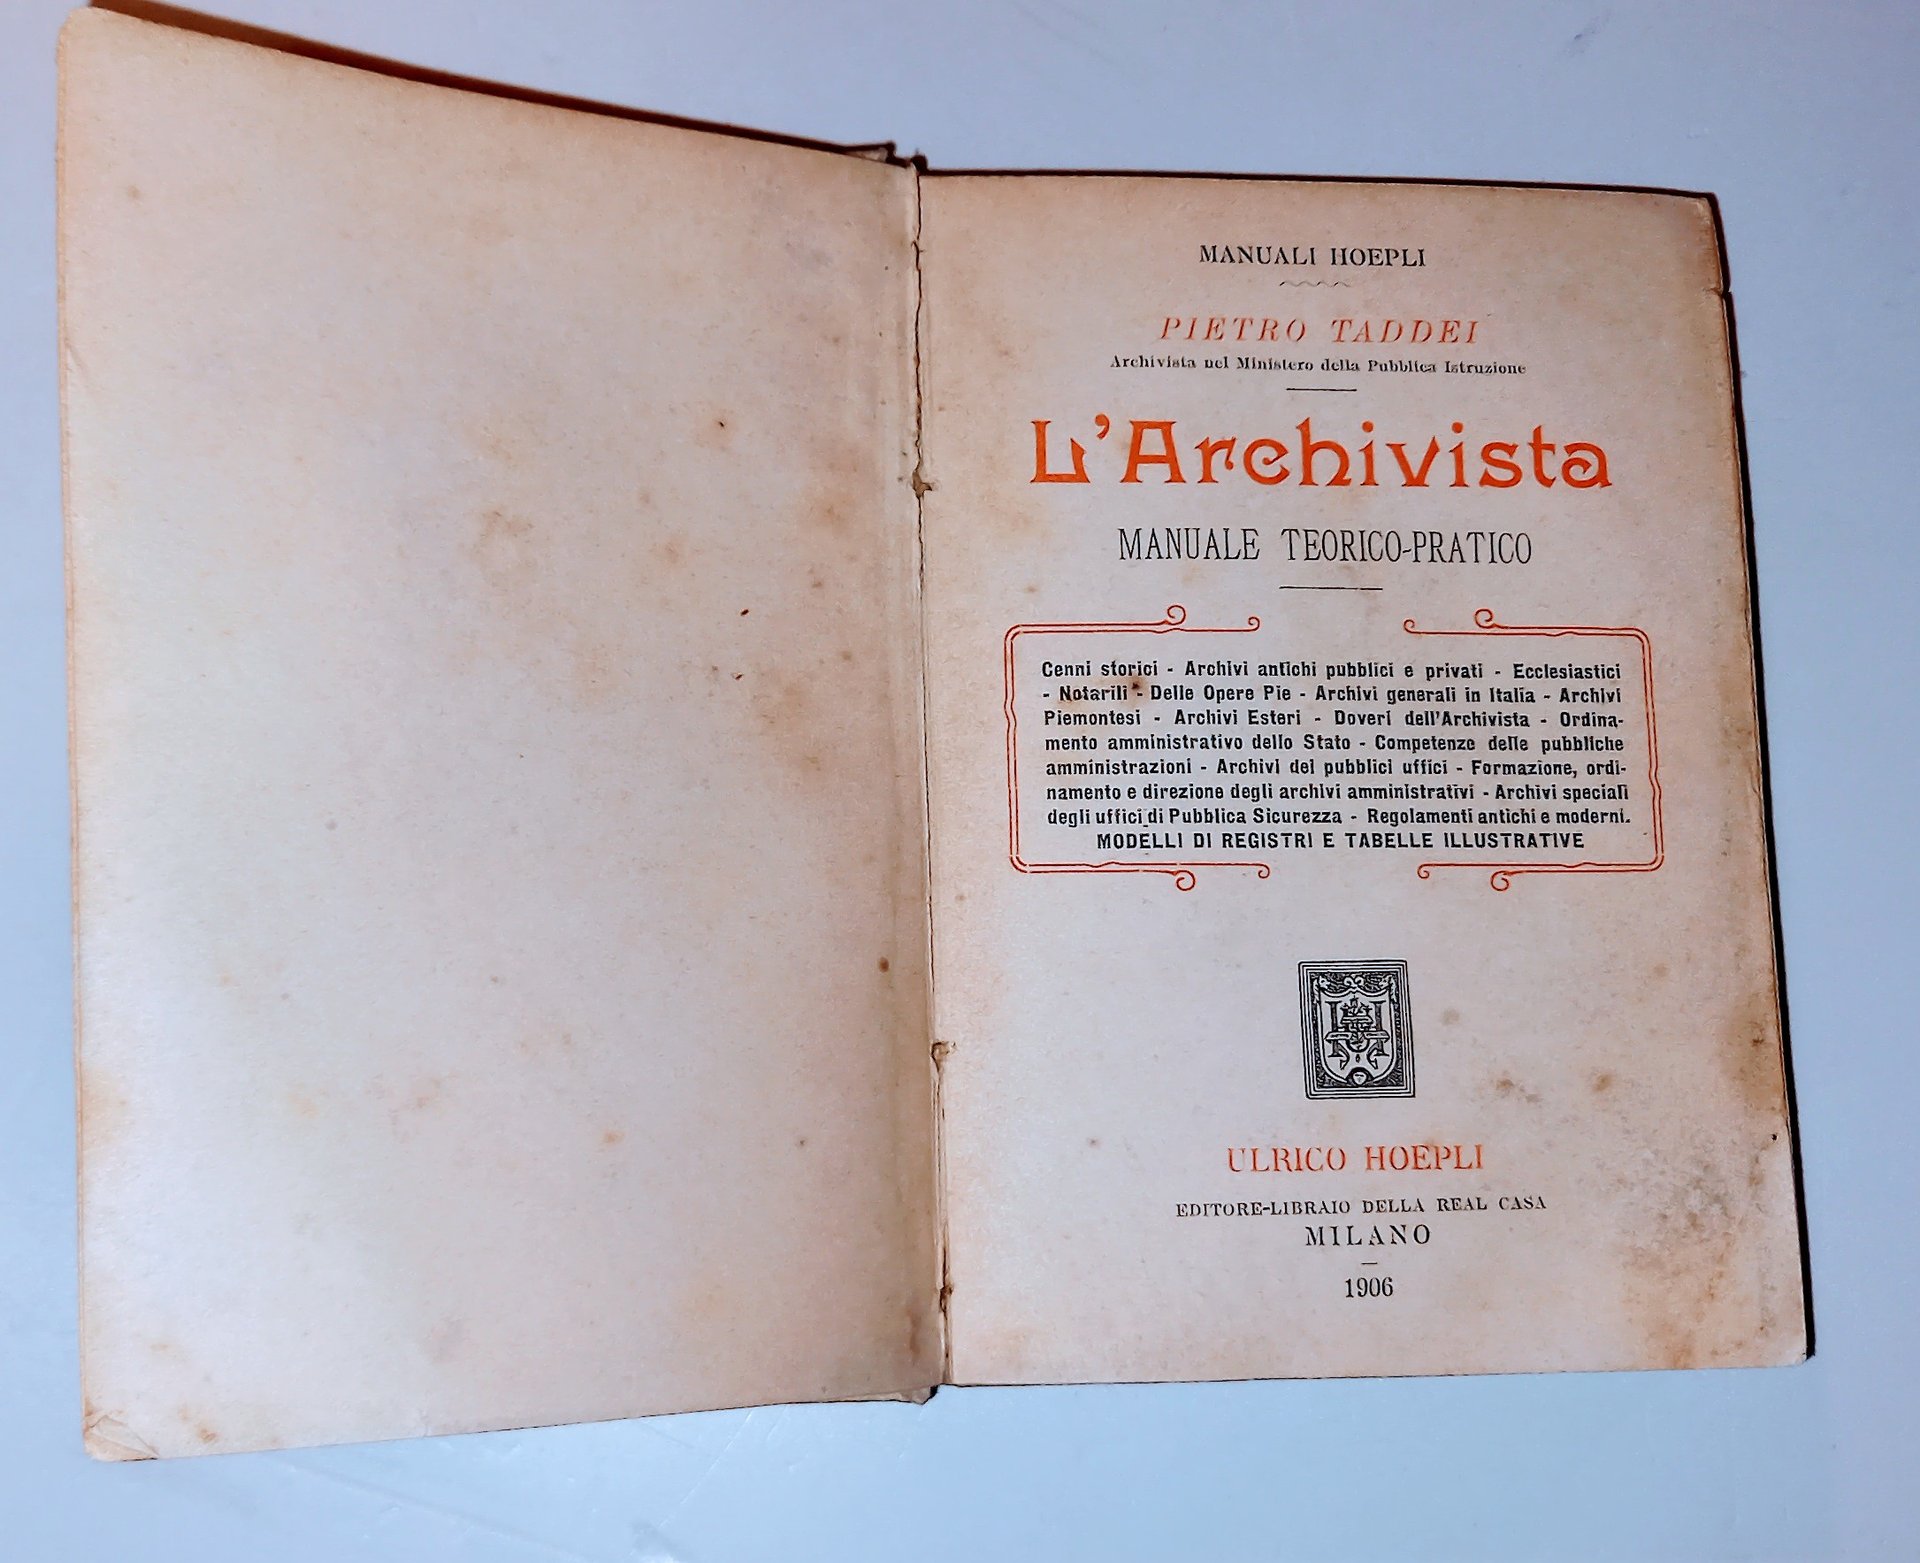 MANUALI HOEPLI
PIETRO TADDEI
Archivista nel Ministero della Pubblica Istruzione
L'Archivista
MANUALE TEORICO-PRATICO
Cenni storici - Archivi antichi pubblici e privati - Ecclesiastici
- Notarili - Delle Opere Pie - Archivi generali in Italia - Archivi
Piemontesi - Archivi Esteri - Doveri dell'Archivista - Ordina-
mento amministrativo dello Stato - Competenze delle pubbliche
amministrazioni - Archivi dei pubblici uffici - Formazione, ordi-
namento e direzione degli archivi amministrativi - Archivi speciali
degli uffici di Pubblica Sicurezza - Regolamenti antichi e moderni.
MODELLI DI REGISTRI E TABELLE ILLUSTRATIVE
ULRICO HOEPLI
EDITORE-LIBRAIO DELLA REAL CASA
MILANO
1906